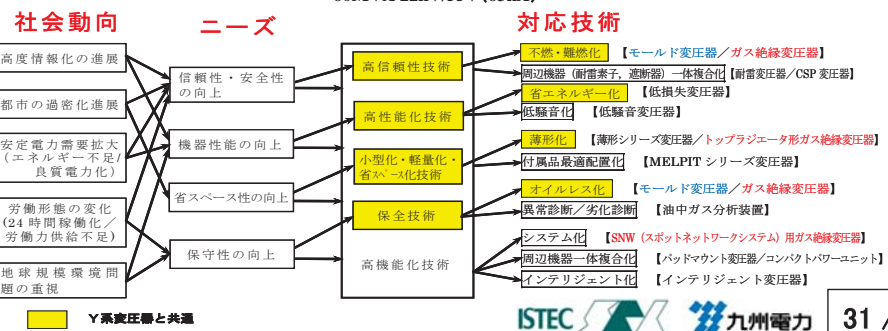 社会動向
ニーズ
対応技術
高度情報化の進展
都市の過密化進展
安定電力需要拡大
（エネルギー不足/
良質電力化）
労働形態の変化
(24時間稼働化／
労働力供給不足)
地球規模環境問
題の重視
信頼性・安全性
の向上
機器性能の向上
省スペース性の向上
保守性の向上
高信頼性技術
高性能化技術
小型化・軽量化・
省スペース化技術
保全技術
高機能化技術
不燃・難燃化 【モールド変圧器／ガス絶縁変圧器】
周辺機器（耐雷素子，遮断器）一体複合化【耐雷変圧器／CSP変圧器】
省エネルギー化 【低損失変圧器】
低騒音化 【低騒音変圧器】
薄形化 【薄形シリーズ変圧器／トップラジエータ形ガス絶縁変圧器】
付属品最適配置化 【MELPITシリーズ変圧器】
オイルレス化 【モールド変圧器／ガス絶縁変圧器】
異常診断／劣化診断 【油中ガス分析装置】
システム化 【SNW（スポットネットワークシステム）用ガス絶縁変圧器】
周辺機器一体複合化 【パッドマウント変圧器／コンパクトパワーユニット】
インテリジェント化 【インテリジェント変圧器】
Y系変圧器と共通
ISTEC
九州電力
31 /